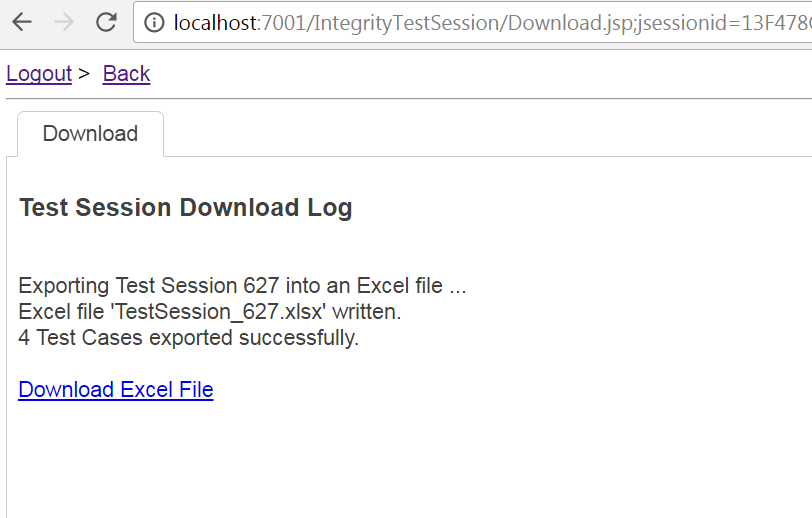 localhost:7001/IntegrityTestSession/Download.jsp;jsessionid=13F478
Logout > Back
Download
Test Session Download Log
Exporting Test Session 627 into an Excel file ...
Excel file 'TestSession_627.xlsx' written.
4 Test Cases exported successfully.
Download Excel File